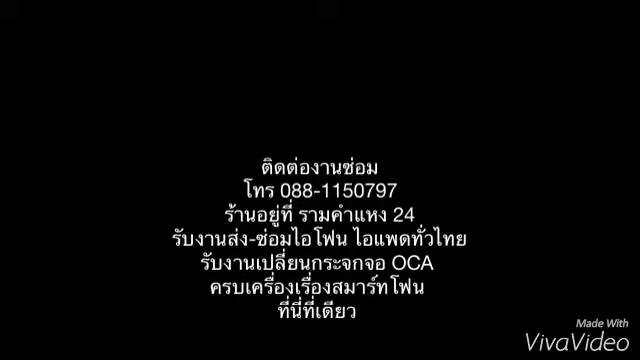 ติดต่องานซ่อม
โทร 088-1150797
ร้านอยู่ที่ รามคำแหง 24
รับงานส่ง-ซ่อมไอโฟน ไอแพดทั่วไทย
รับงานเปลี่ยนกระจกจอ OCA
ครบเครื่องเรื่องสมาร์ทโฟน
ที่นี่ที่เดียว
Made With
VivaVideo